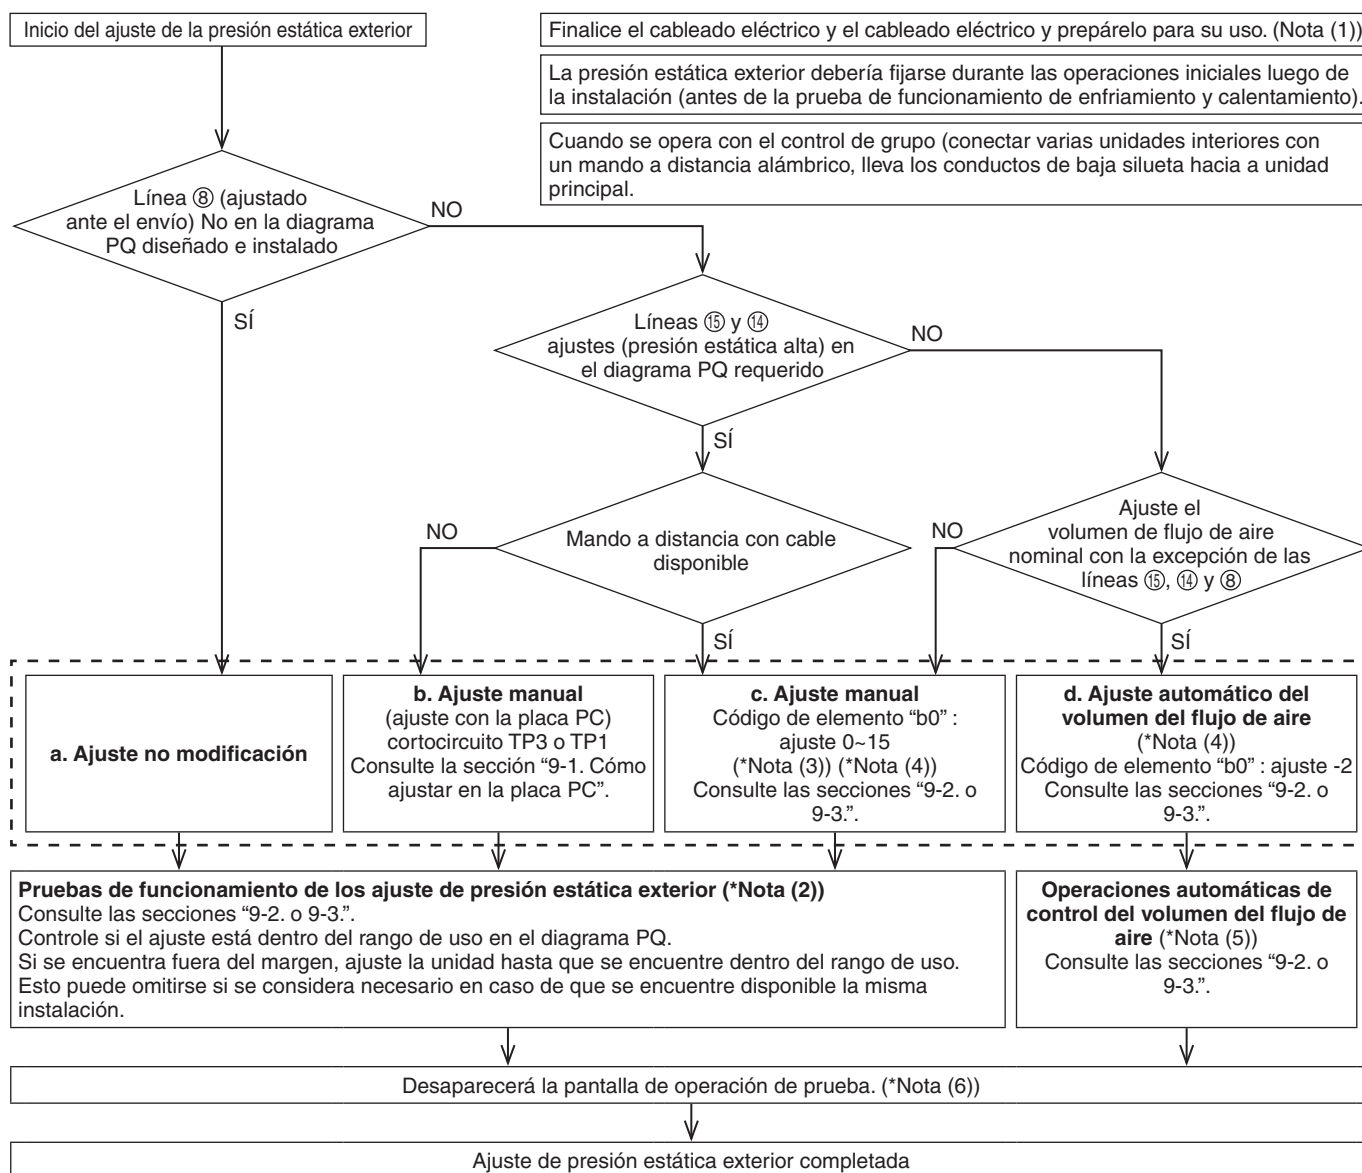 Inicio del ajuste de la presión estática exterior
Finalice el cableado eléctrico y el cableado eléctrico y prepárelo para su uso. (Nota (1))
La presión estática exterior debería fijarse durante las operaciones iniciales luego de
la instalación (antes de la prueba de funcionamiento de enfriamiento y calentamiento).
Cuando se opera con el control de grupo (conectar varias unidades interiores con
un mando a distancia alámbrico, lleva los conductos de baja silueta hacia a unidad
principal.
Línea ⑧ (ajustado
ante el envío) No en la diagrama
PQ diseñado e instalado
NO
SÍ
Líneas ⑮ y ⑭
ajustes (presión estática alta) en
el diagrama PQ requerido
NO
SÍ
Mando a distancia con cable
disponible
NO
SÍ
Ajuste el
volumen de flujo de aire
nominal con la excepción de las
líneas ⑮, ⑭ y ⑧
NO
SÍ
a. Ajuste no modificación
b. Ajuste manual
(ajuste con la placa PC)
cortocircuito TP3 o TP1
Consulte la sección “9-1. Cómo
ajustar en la placa PC”.
c. Ajuste manual
Código de elemento “b0” :
ajuste 0~15
(*Nota (3)) (*Nota (4))
Consulte las secciones “9-2. o
9-3.”.
d. Ajuste automático del
volumen del flujo de aire
(*Nota (4))
Código de elemento “b0” : ajuste -2
Consulte las secciones “9-2. o
9-3.”.
Pruebas de funcionamiento de los ajuste de presión estática exterior (*Nota (2))
Consulte las secciones “9-2. o 9-3.”.
Controle si el ajuste está dentro del rango de uso en el diagrama PQ.
Si se encuentra fuera del margen, ajuste la unidad hasta que se encuentre dentro del rango de uso.
Esto puede omitirse si se considera necesario en caso de que se encuentre disponible la misma
instalación.
Operaciones automáticas de
control del volumen del flujo de
aire (*Nota (5))
Consulte las secciones “9-2. o
9-3.”.
Desaparecerá la pantalla de operación de prueba. (*Nota (6))
Ajuste de presión estática exterior completada